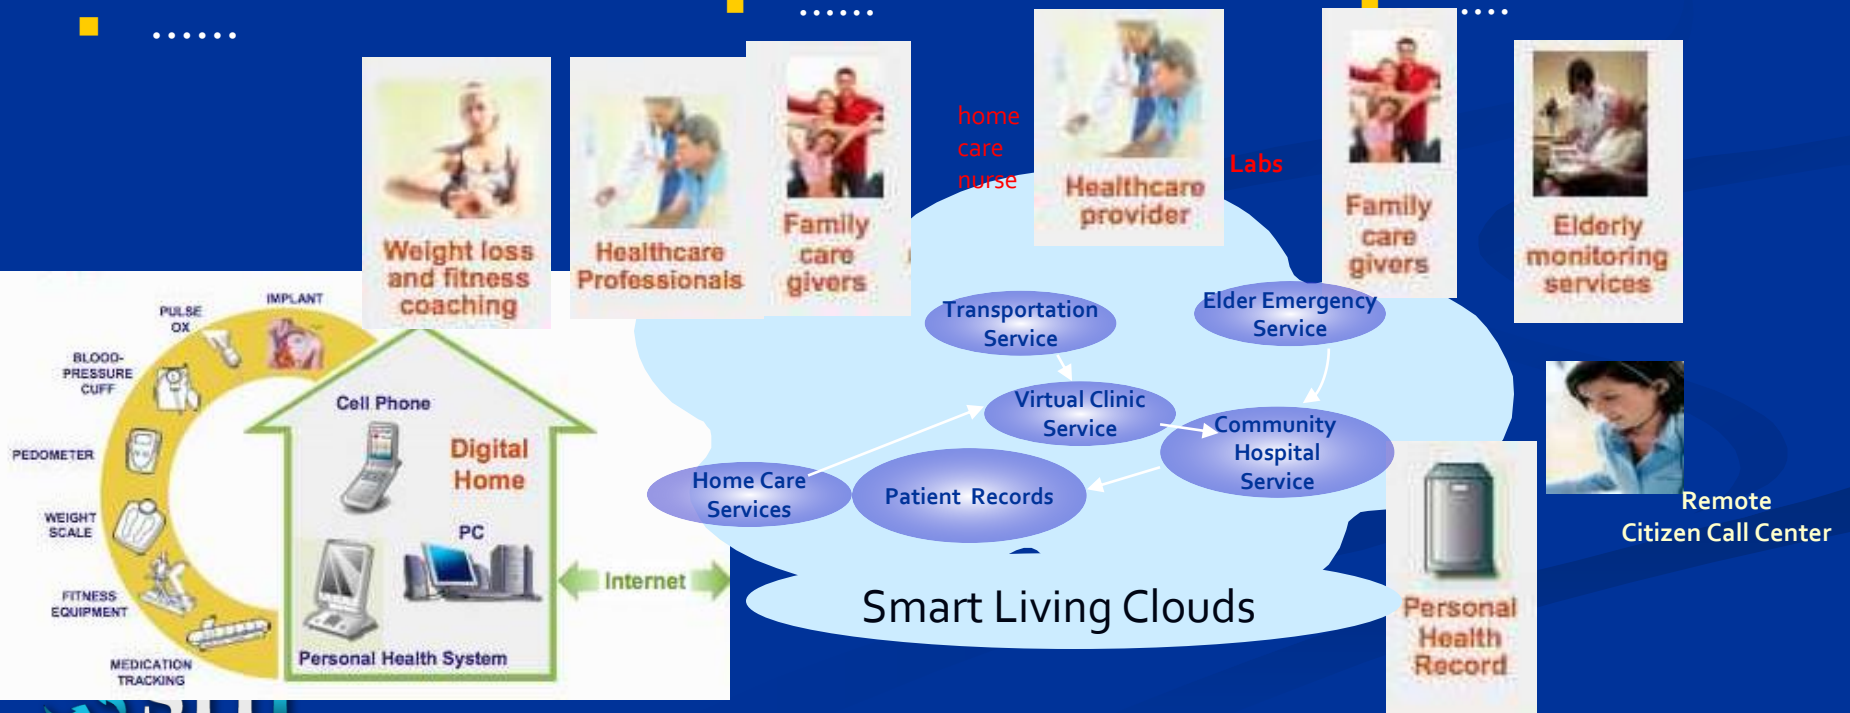 ......
......
....
home
care
nurse
Labs
Weight loss
and fitness
coaching
Healthcare
Professionals
Family
care
givers
Healthcare
provider
Family
care
givers
Elderly
monitoring
services
IMPLANT
PULSE
OX
BLOOD-
PRESSURE
CUFF
PEDOMETER
WEIGHT
SCALE
FITNESS
EQUIPMENT
MEDICATION
TRACKING
Cell Phone
Digital
Home
PC
Personal Health System
Internet
Transportation
Service
Elder Emergency
Service
Virtual Clinic
Service
Community
Hospital
Service
Home Care
Services
Patient Records
Smart Living Clouds
Personal
Health
Record
Remote
Citizen Call Center